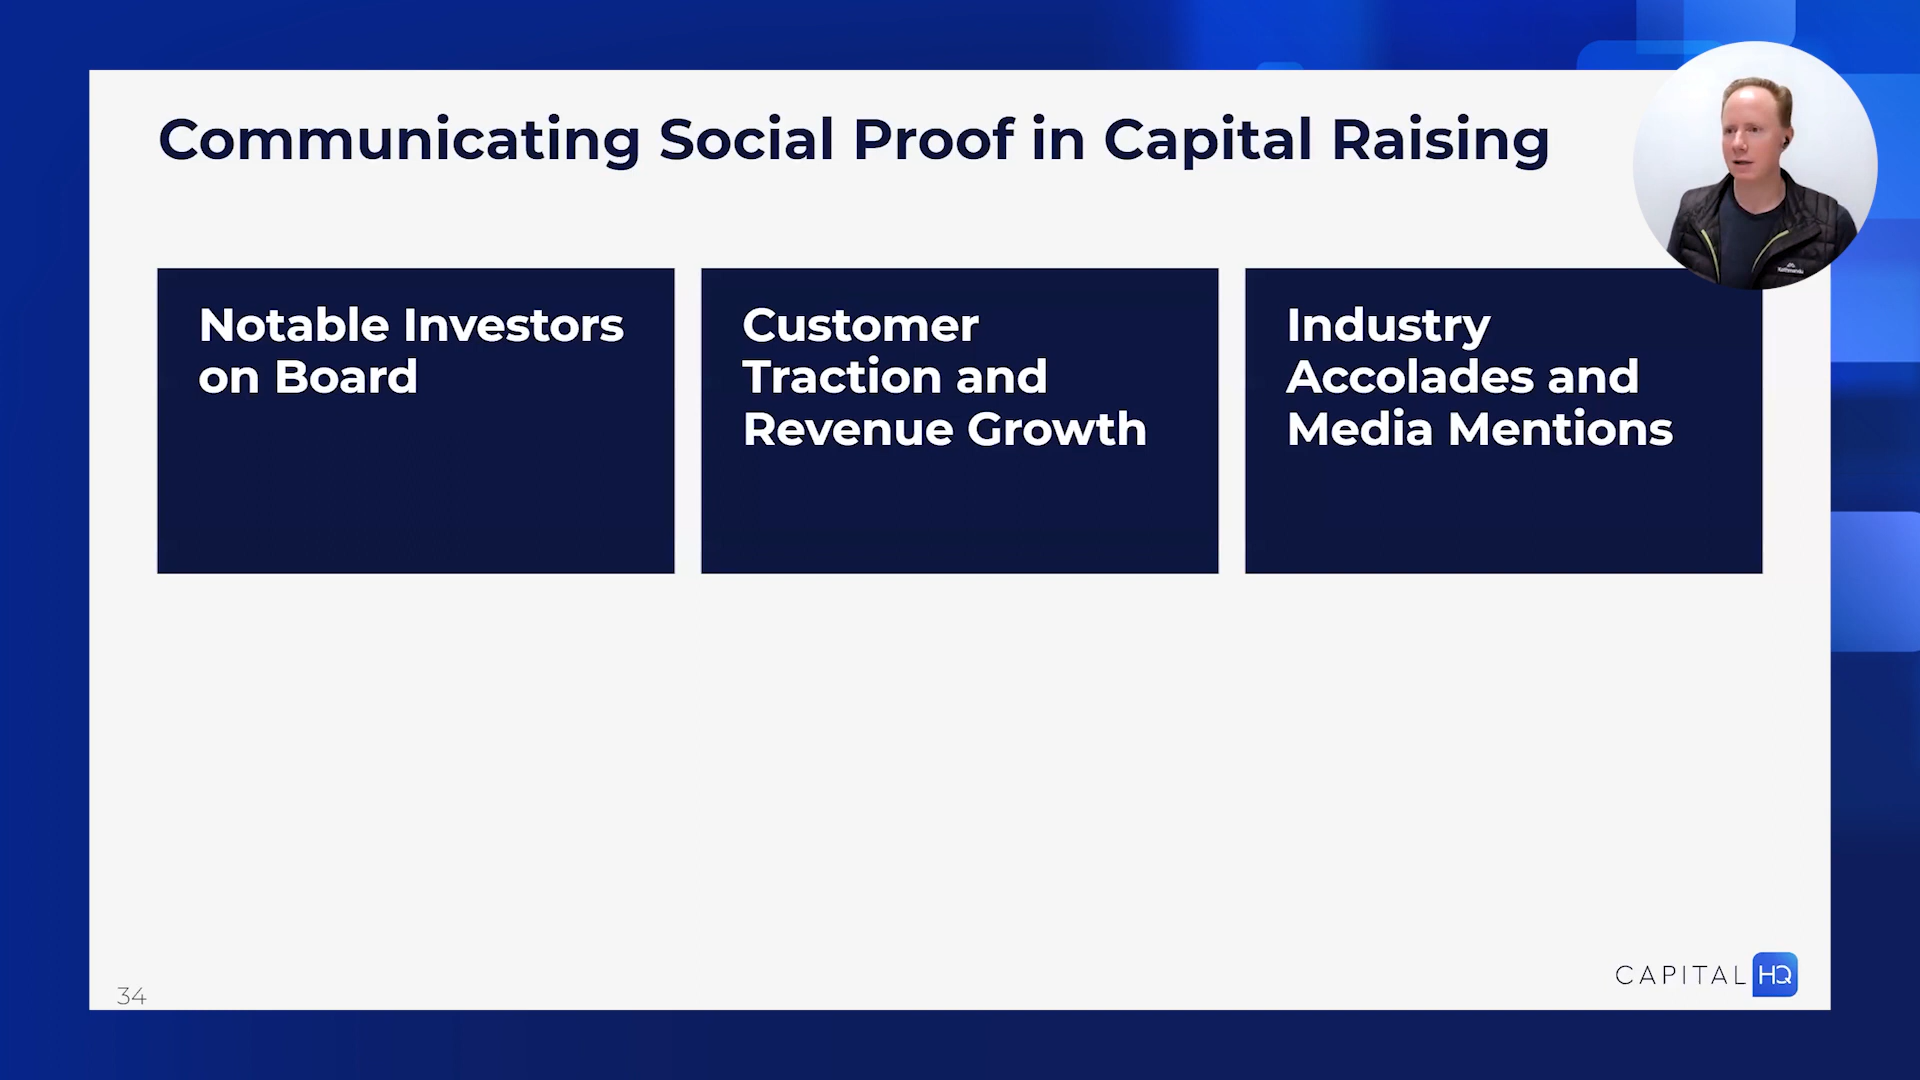 Communicating Social Proof in Capital Raising
Notable Investors
on Board
Customer
Traction and
Revenue Growth
Industry
Accolades and
Media Mentions
34
CAPITAL HQ
Kathmandu